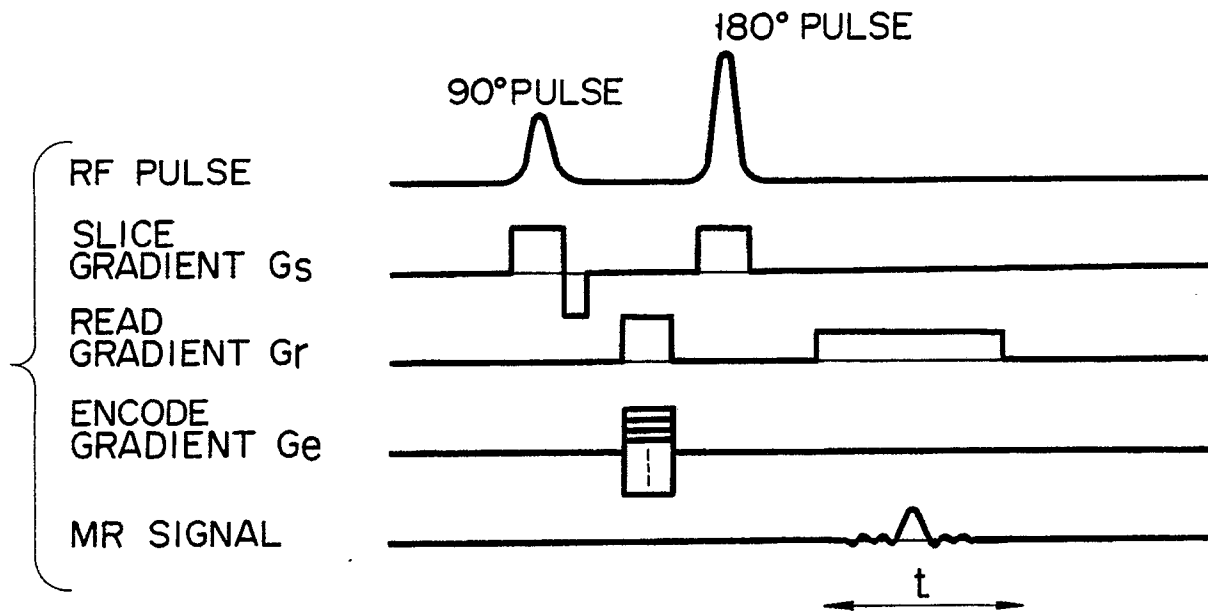 180° PULSE
90° PULSE
RF PULSE
SLICE
GRADIENT Gs
READ
GRADIENT Gr
ENCODE
GRADIENT Ge
MR SIGNAL
t